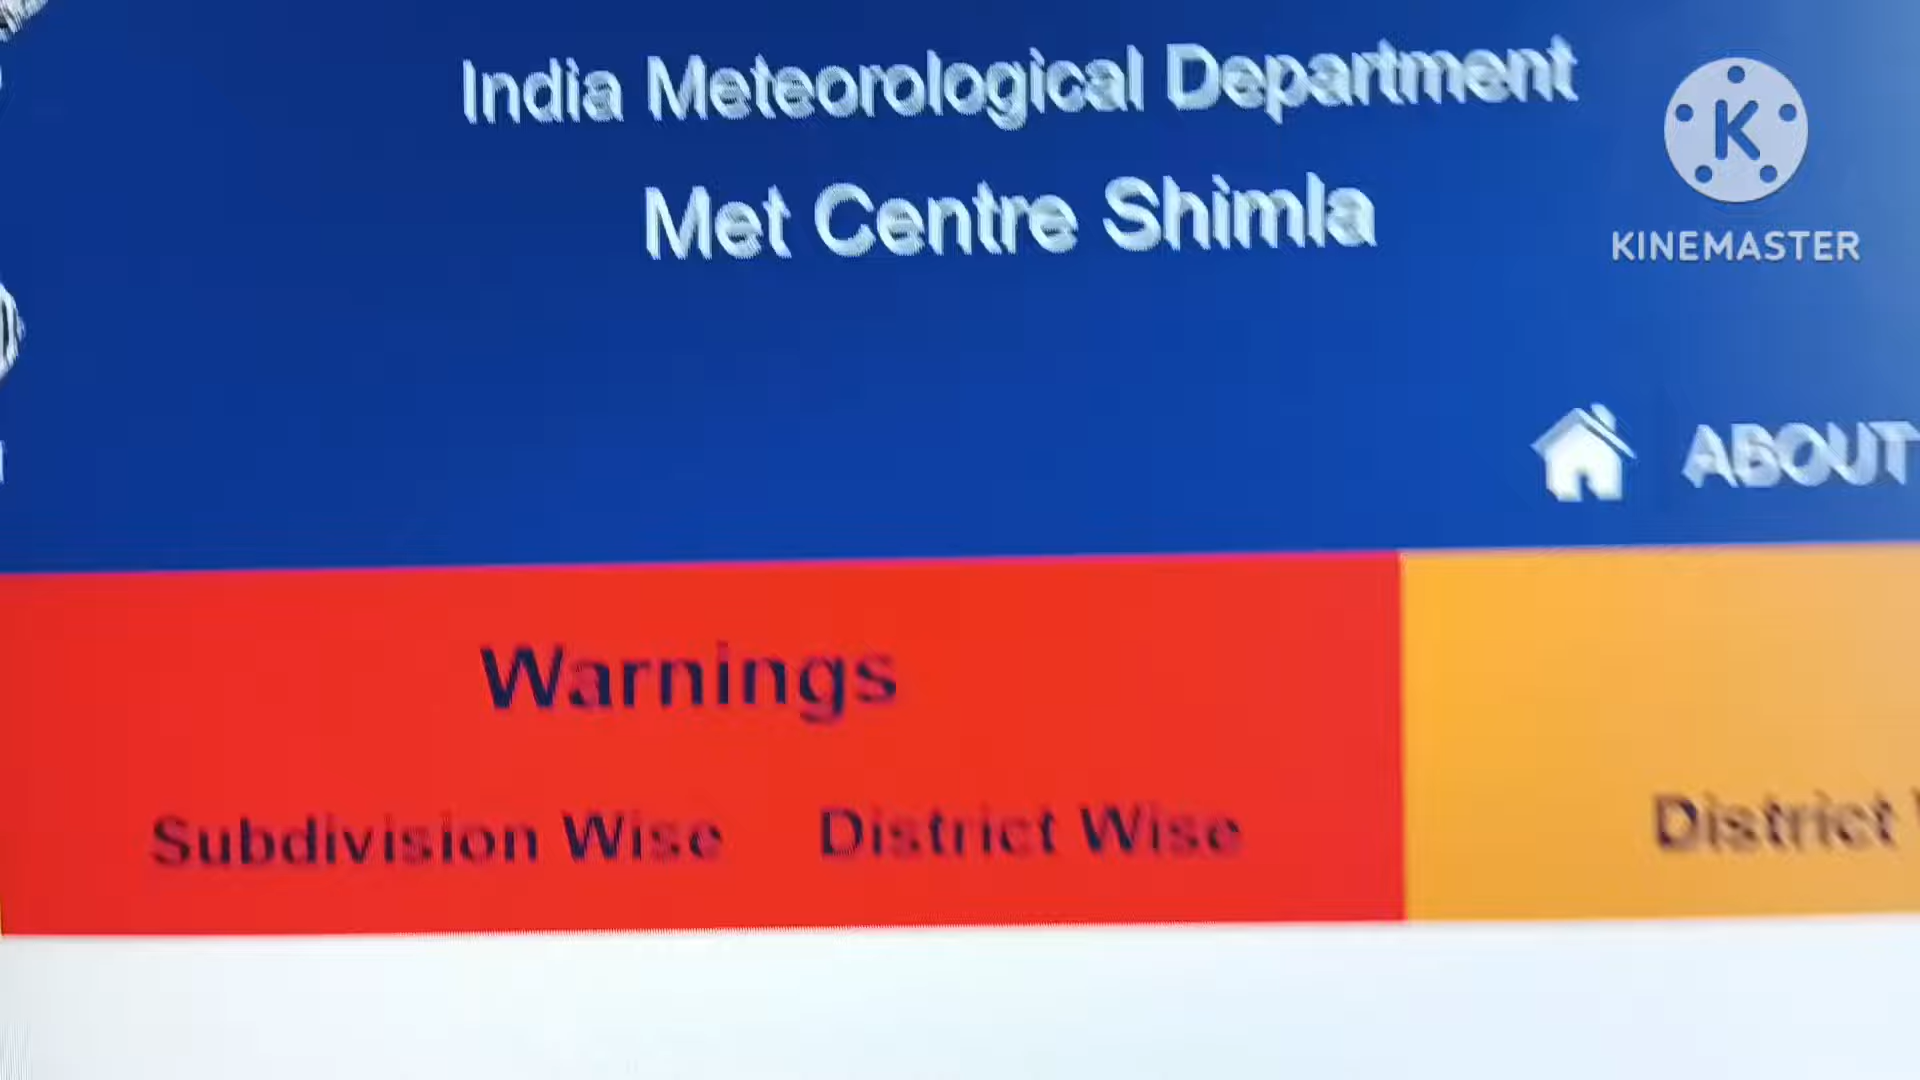 India Meteorological Department
Met Centre Shimla
K
KINEMASTER
ABOUT
Warnings
Subdivision Wise District Wise
District